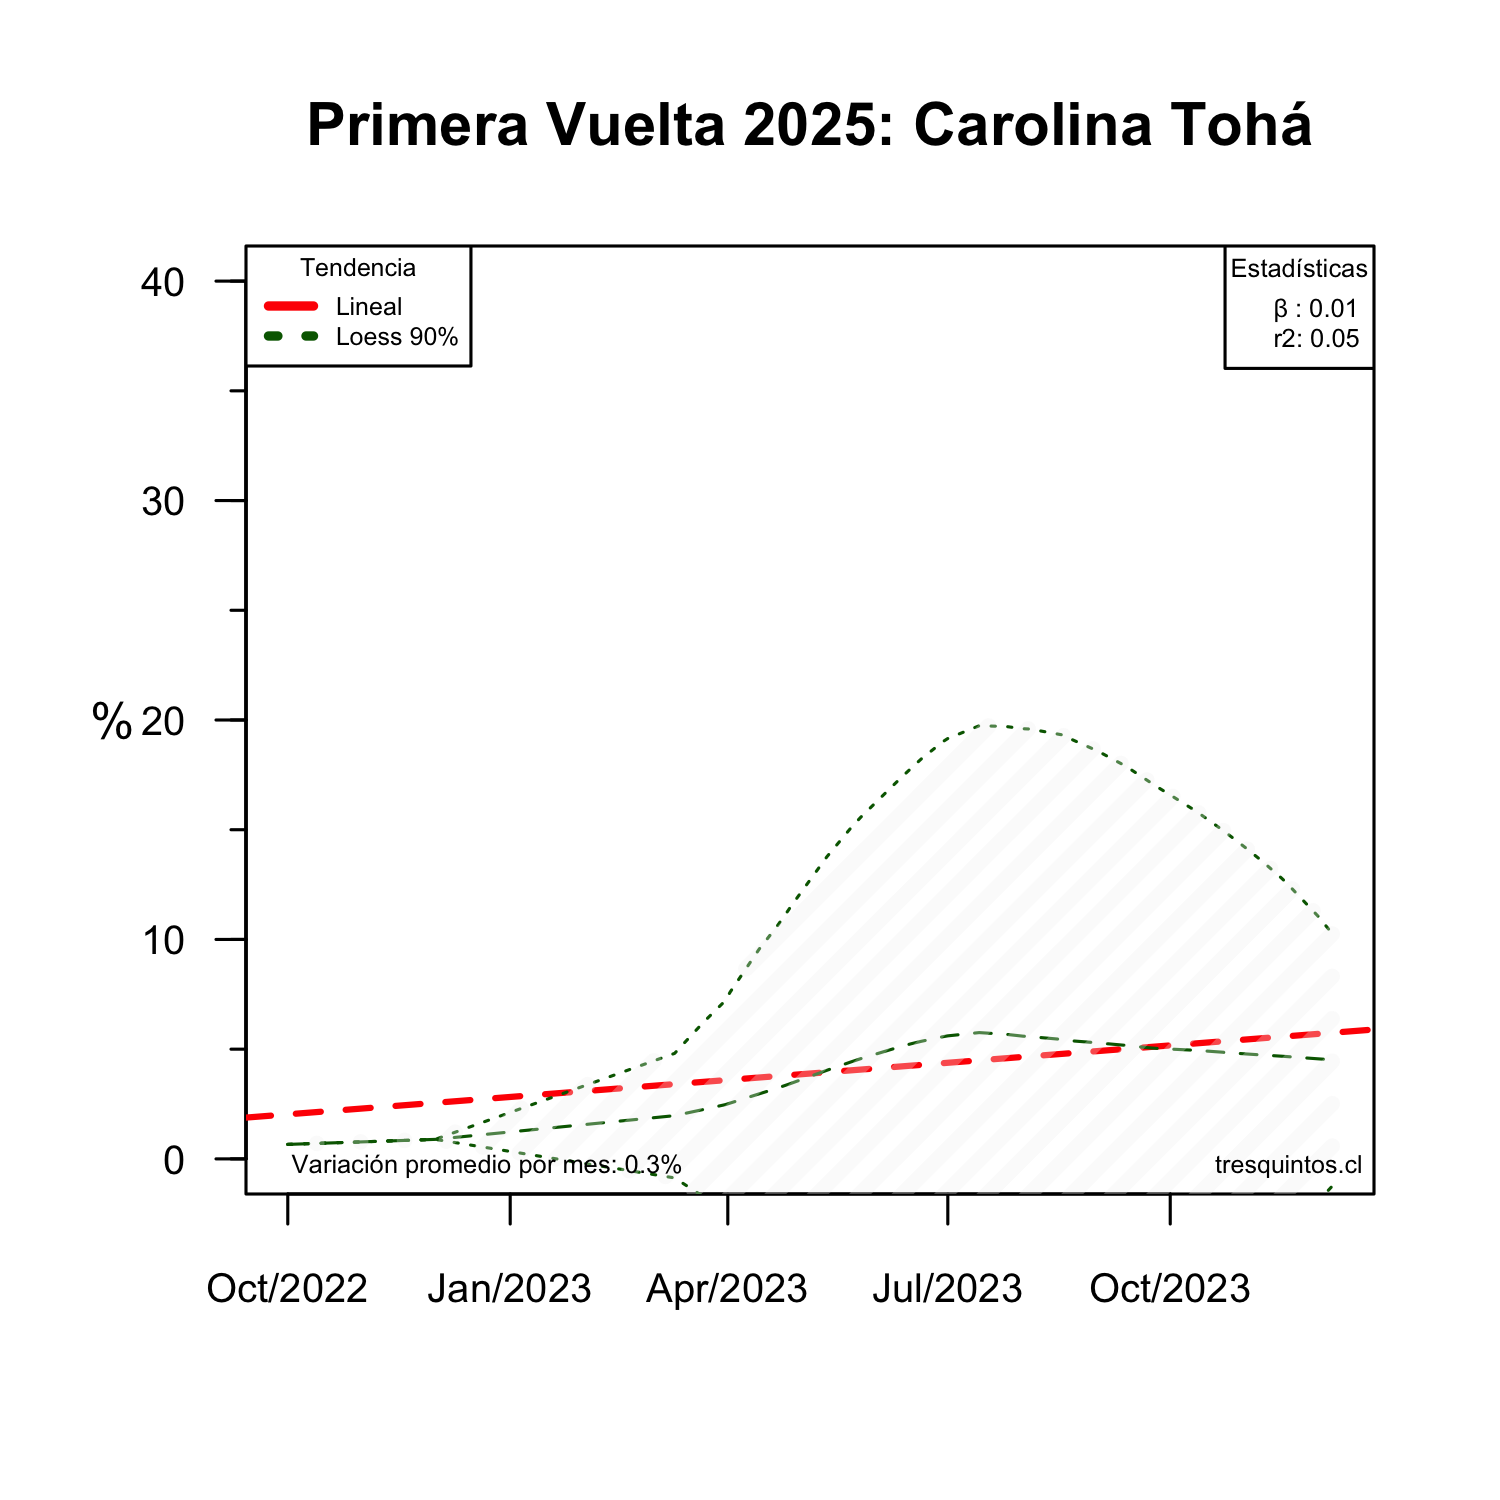 Primera Vuelta 2025: Carolina Tohá
Tendencia
Lineal
Loess 90%
Estadísticas
β : 0.01
r2: 0.05
40
30
%
20
10
0
Variación promedio por mes: 0.3%
tresquintos.cl
Oct/2022
Jan/2023
Apr/2023
Jul/2023
Oct/2023